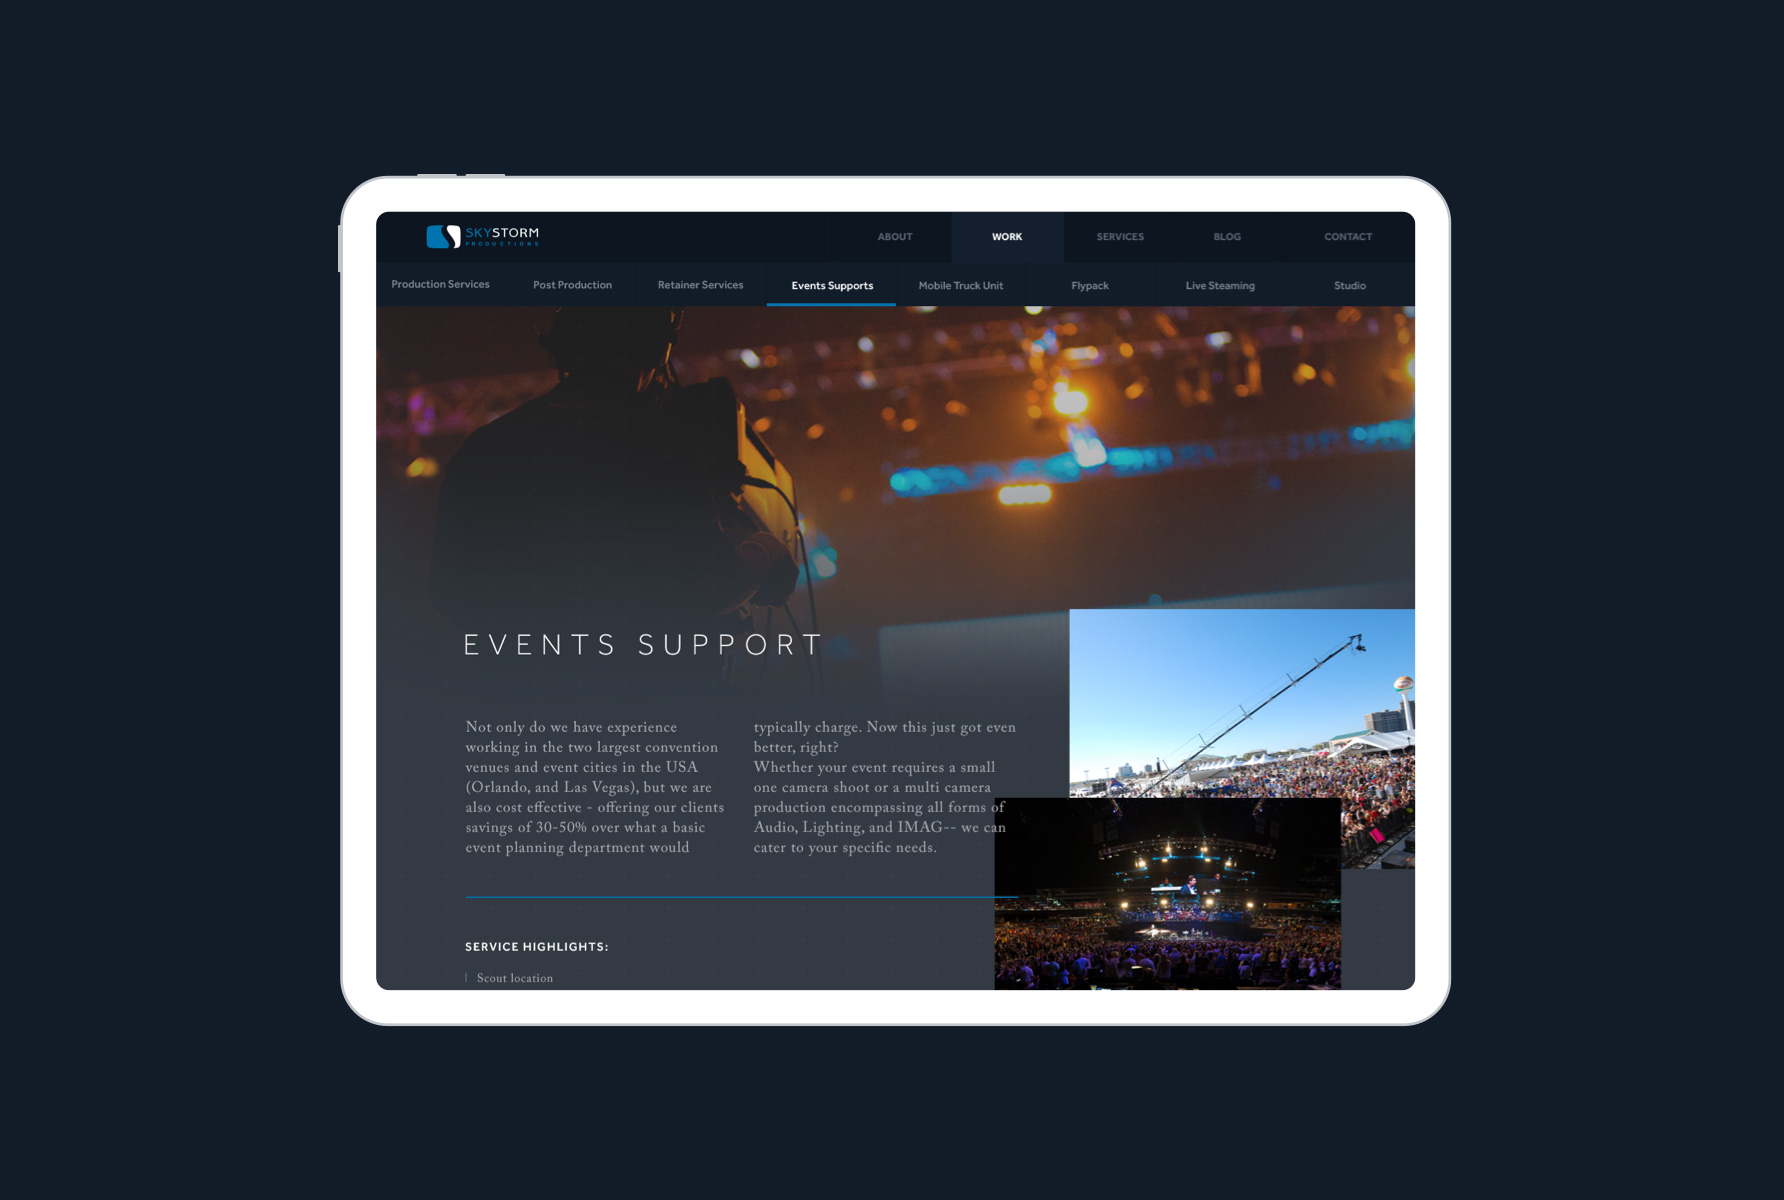 SKYSTORM
PRODUCTIONS
ABOUT
WORK
SERVICES
BLOG
CONTACT
Production Services
Post Production
Retainer Services
Events Supports
Mobile Truck Unit
Flypack
Live Steaming
Studio
EVENTS SUPPORT
Not only do we have experience
working in the two largest convention
venues and event cities in the USA
(Orlando, and Las Vegas), but we are
also cost effective - offering our clients
savings of 30-50% over what a basic
event planning department would
typically charge. Now this just got even
better, right?
Whether your event requires a small
one camera shoot or a multi camera
production encompassing all forms of
Audio, Lighting, and IMAG-- we can
cater to your specific needs.
SERVICE HIGHLIGHTS:
Scout location